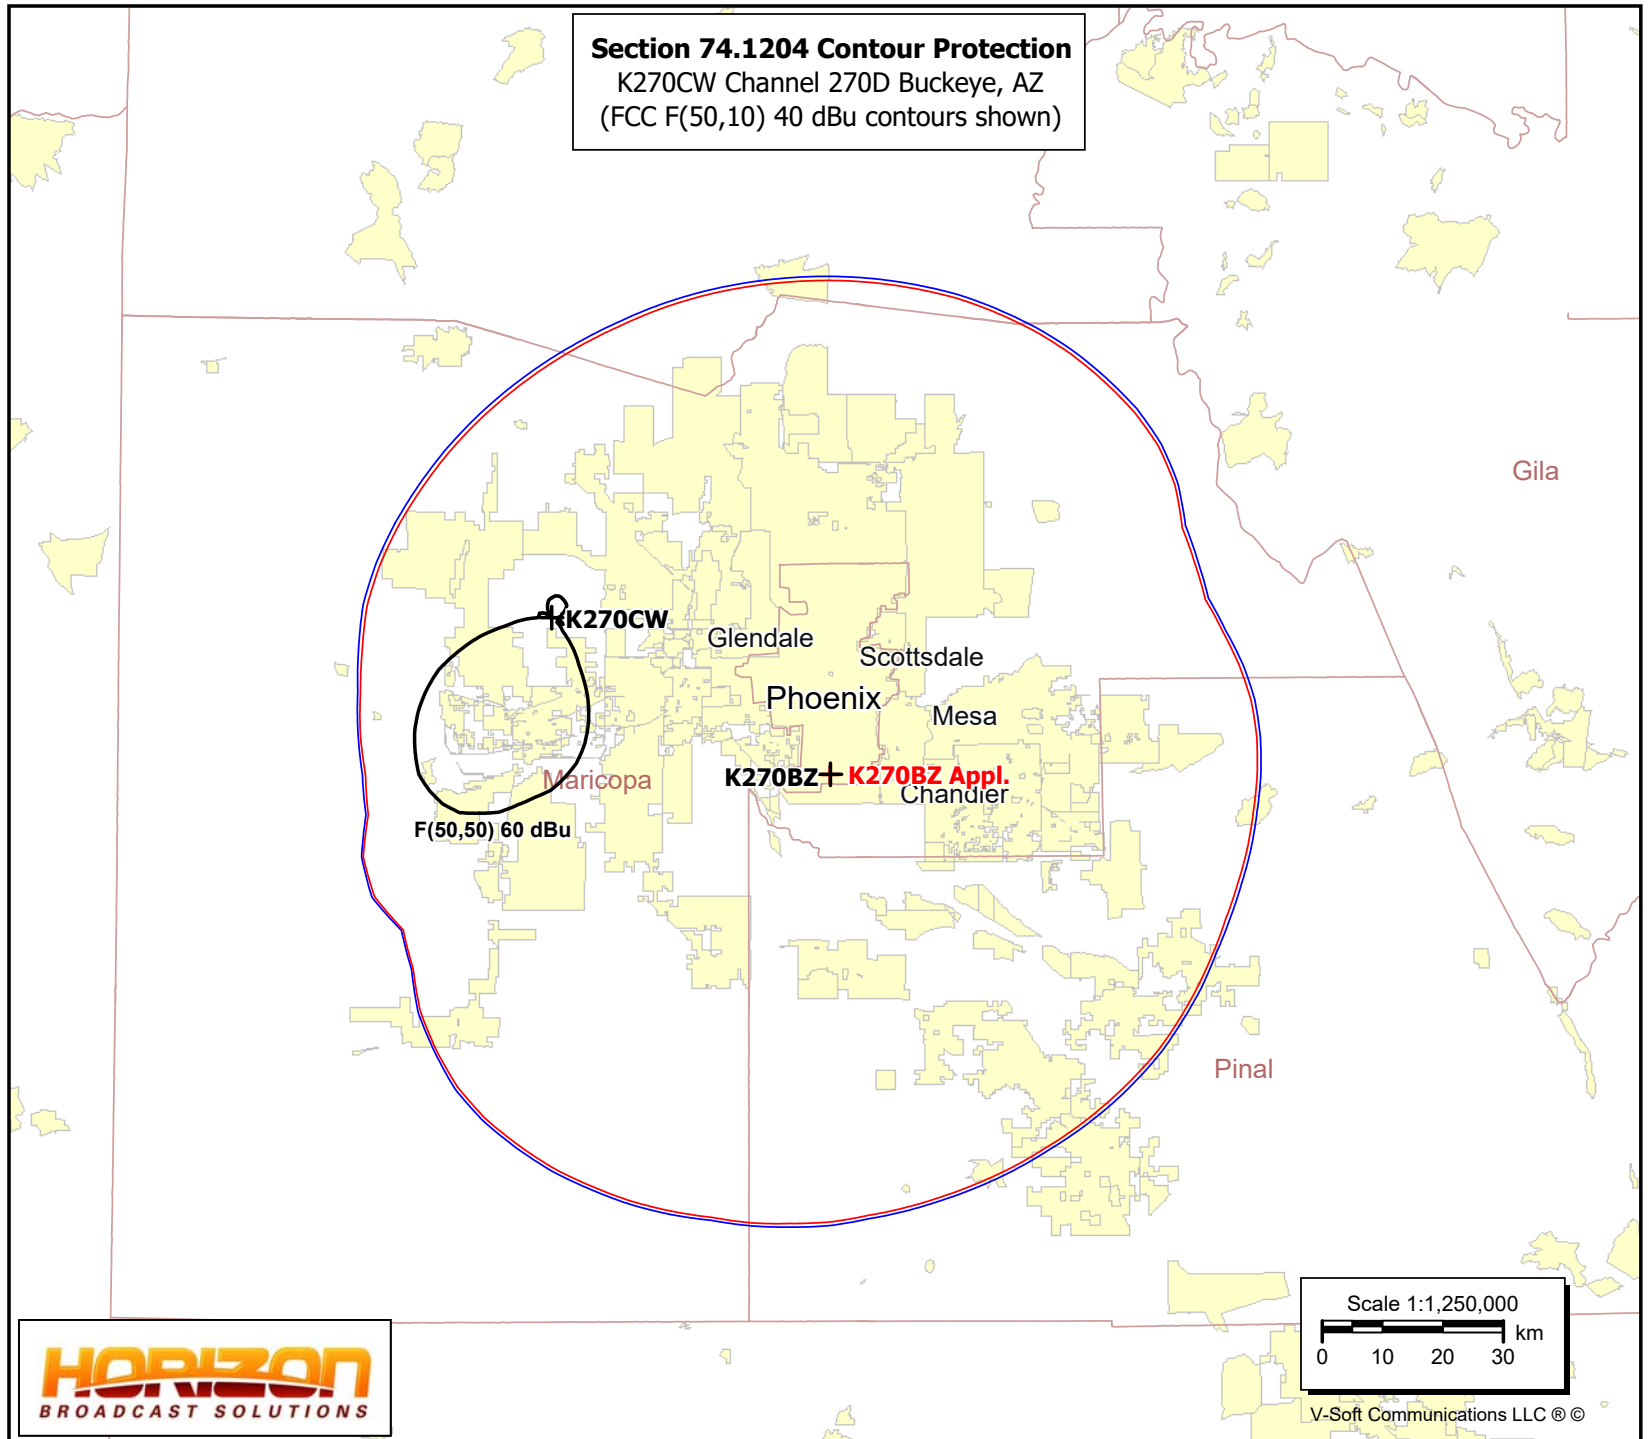 Section 74.1204 Contour Protection
K270CW Channel 270D Buckeye, AZ
(FCC F(50,10) 40 dBu contours shown)
Gila
K270CW
Glendale
Scottsdale
Phoenix
Mesa
Maricopa
K270BZ
K270BZ Appl.
Chandler
F(50,50) 60 dBu
Pinal
Scale 1:1,250,000
km
0 10 20 30
V-Soft Communications LLC ® ©
HORIZON
BROADCAST SOLUTIONS